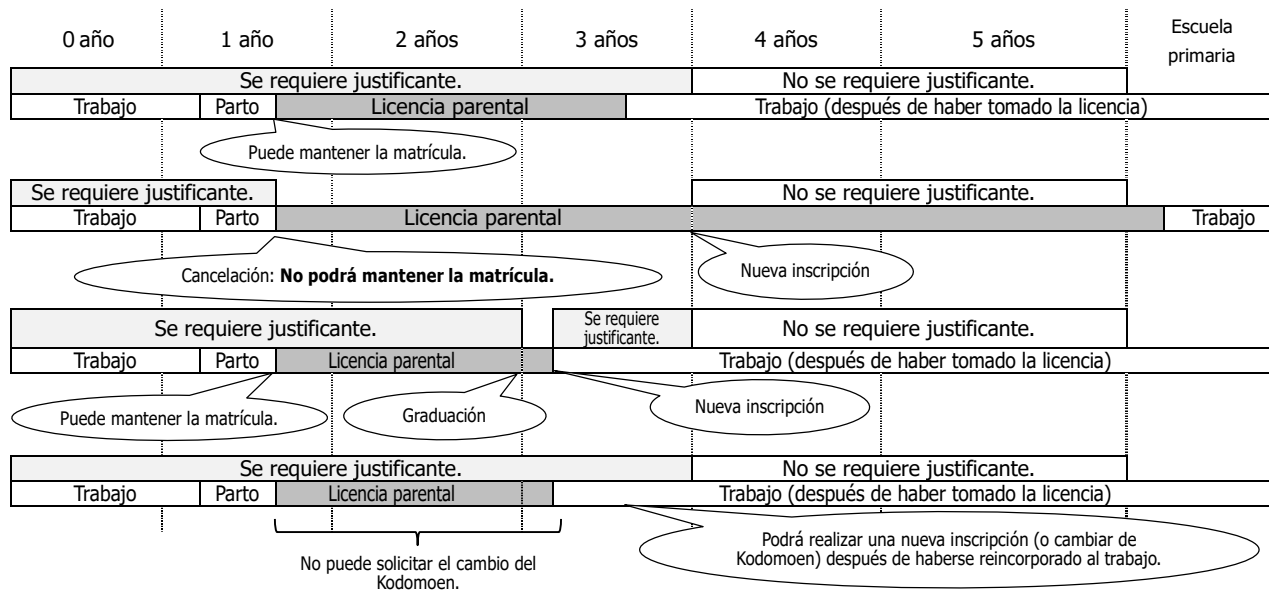 0 año 1 año 2 años 3 años 4 años 5 años Escuela
primaria
Se requiere justificante. No se requiere justificante.
Trabajo Parto Licencia parental Trabajo (después de haber tomado la licencia)
Puede mantener la matrícula.
Se requiere justificante. No se requiere justificante.
Trabajo Parto Licencia parental Trabajo
Cancelación: No podrá mantener la matrícula. Nueva inscripción
Se requiere justificante. Se requiere
justificante. No se requiere justificante.
Trabajo Parto Licencia parental Trabajo (después de haber tomado la licencia)
Puede mantener la matrícula. Graduación Nueva inscripción
Se requiere justificante. No se requiere justificante.
Trabajo Parto Licencia parental Trabajo (después de haber tomado la licencia)
No puede solicitar el cambio del
Kodomoen.
Podrá realizar una nueva inscripción (o cambiar de
Kodomoen) después de haberse reincorporado al trabajo.